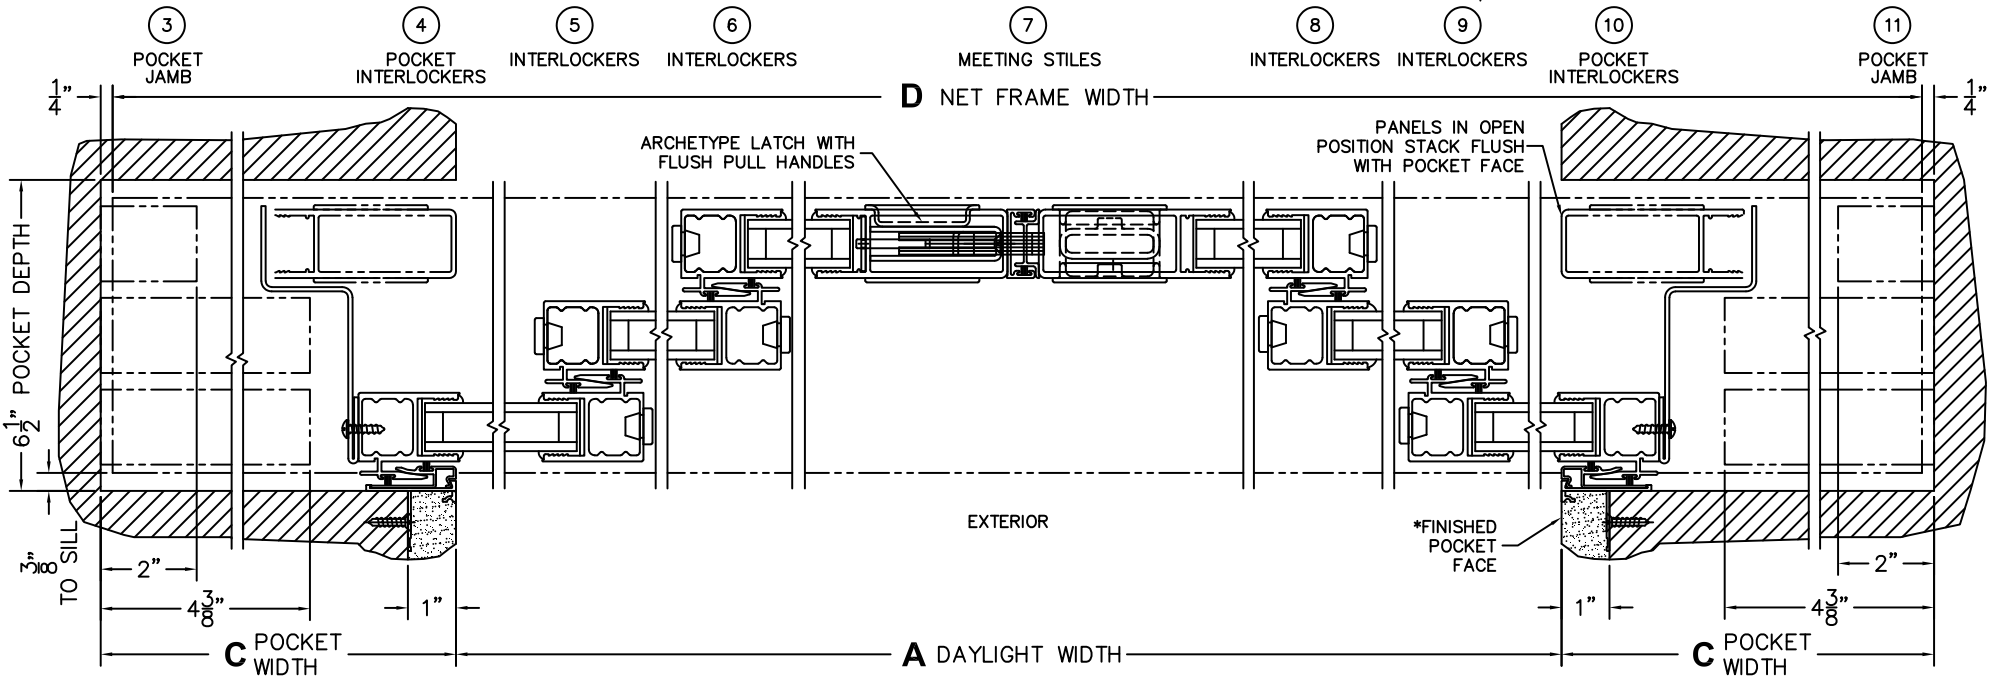 3
POCKET
JAMB
4
POCKET
INTERLOCKERS
5
INTERLOCKERS
6
INTERLOCKERS
7
MEETING STILES
8
INTERLOCKERS
9
INTERLOCKERS
10
POCKET
INTERLOCKERS
11
POCKET
JAMB
1/4"
D NET FRAME WIDTH
1/4"
ARCHETYPE LATCH WITH
FLUSH PULL HANDLES
PANELS IN OPEN
POSITION STACK FLUSH
WITH POCKET FACE
6 1/2" POCKET DEPTH
3/8"
TO SILL
EXTERIOR
*FINISHED
POCKET
FACE
2"
4 3/8"
1"
1"
2"
4 3/8"
C POCKET
WIDTH
A DAYLIGHT WIDTH
C POCKET
WIDTH